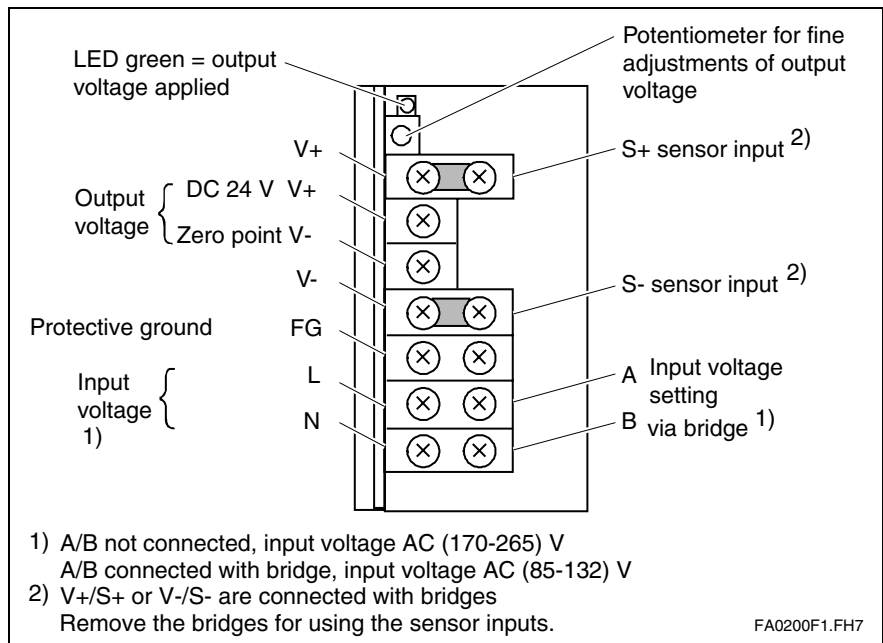 LED green = output
voltage applied
Potentiometer for fine
adjustments of output
voltage
V+
S+ sensor input 2)
Output
voltage
DC 24 V V+
Zero point V-
V-
S- sensor input 2)
Protective ground
FG
Input
voltage
1)
L
N
A
B
Input voltage
setting
via bridge 1)
1) A/B not connected, input voltage AC (170-265) V
A/B connected with bridge, input voltage AC (85-132) V
2) V+/S+ or V-/S- are connected with bridges
Remove the bridges for using the sensor inputs.
FA0200F1.FH7